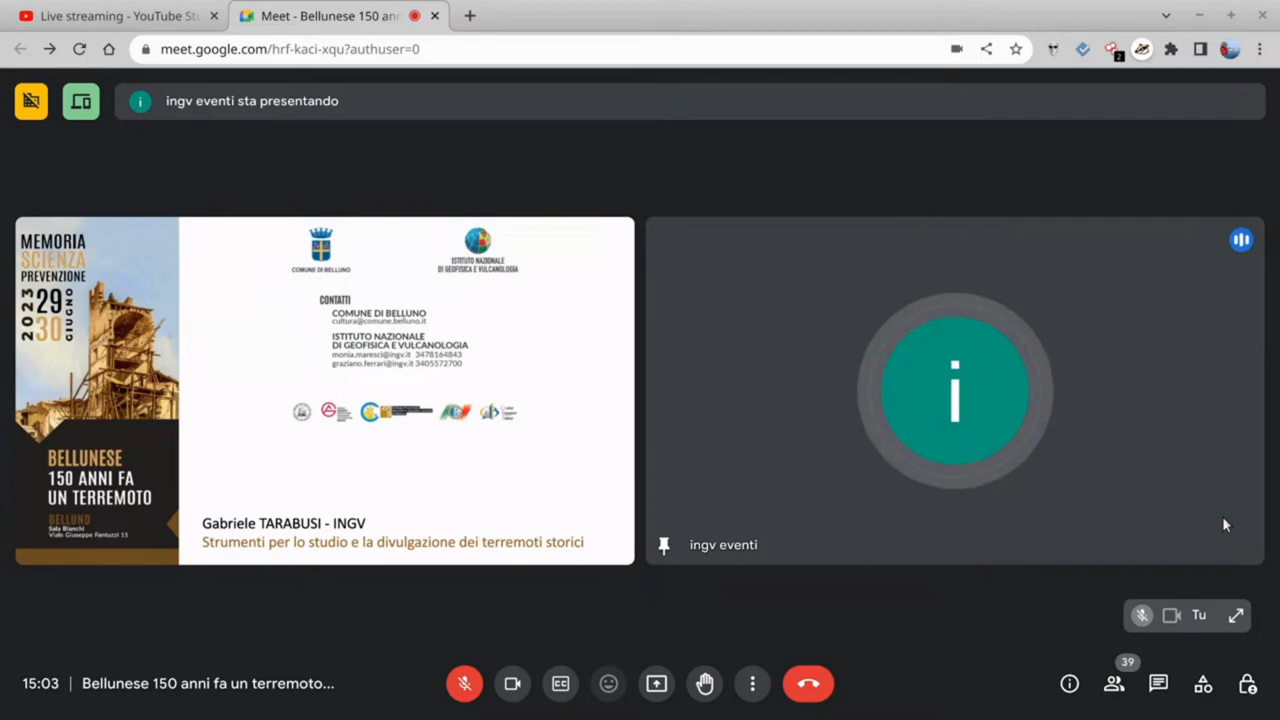 Live streaming - YouTube Stu
Meet - Bellunese 150 ann
meet.google.com/hrf-kaci-xqu?authuser=0
2
i
ingv eventi sta presentando
MEMORIA
SCIENZA
PREVENZIONE
2023
29
30
GIUGNO
BELLUNESE
150 ANNI FA
UN TERREMOTO
BELLUNO
Sala Bianchi
Viale Giuseppe Fantuzzi 11
COMUNE DI BELLUNO
ISTITUTO NAZIONALE
DI GEOFISICA E VULCANOLOGIA
CONTATTI
COMUNE DI BELLUNO
cultura@comune.belluno.it
ISTITUTO NAZIONALE
DI GEOFISICA E VULCANOLOGIA
monia.maresci@ingv.it 3478164843
graziano.ferrari@ingv.it 3405572700
Gabriele TARABUSI - INGV
Strumenti per lo studio e la divulgazione dei terremoti storici
i
ingv eventi
Tu
15:03 | Bellunese 150 anni fa un terremoto...
39